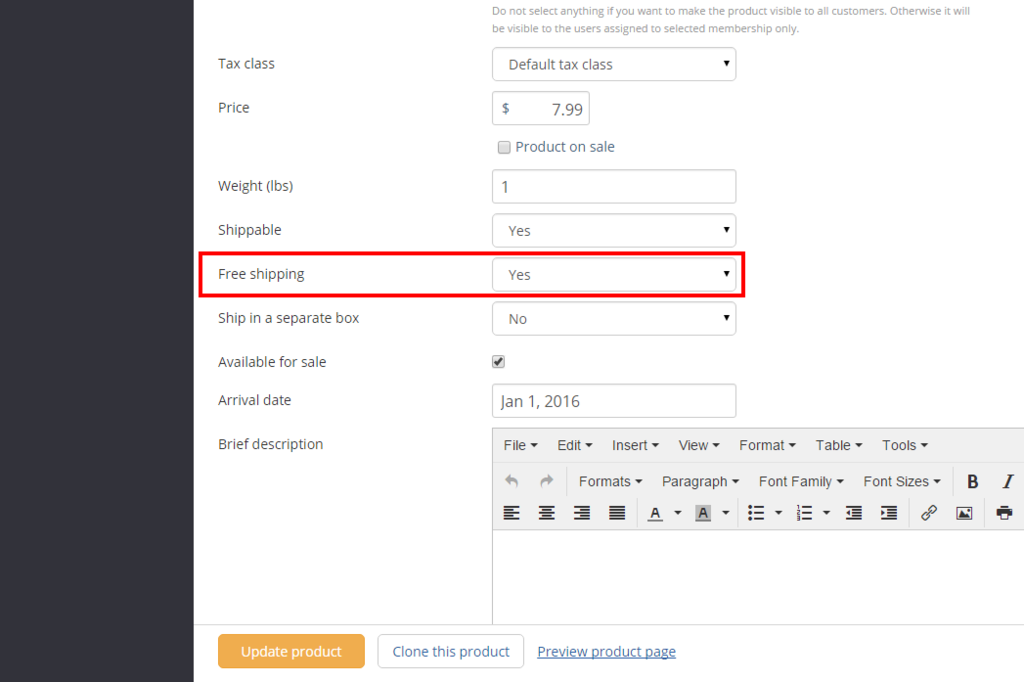 Do not select anything if you want to make the product visible to all customers. Otherwise it will
be visible to the users assigned to selected membership only.
Tax class Default tax class
Price $ 7.99
Product on sale
Weight (lbs) 1
Shippable Yes
Free shipping Yes
Ship in a separate box No
Available for sale
Arrival date Jan 1, 2016
Brief description
File Edit Insert View Format Table Tools
Formats Paragraph Font Family Font Sizes B I
A A
Update product Clone this product Preview product page